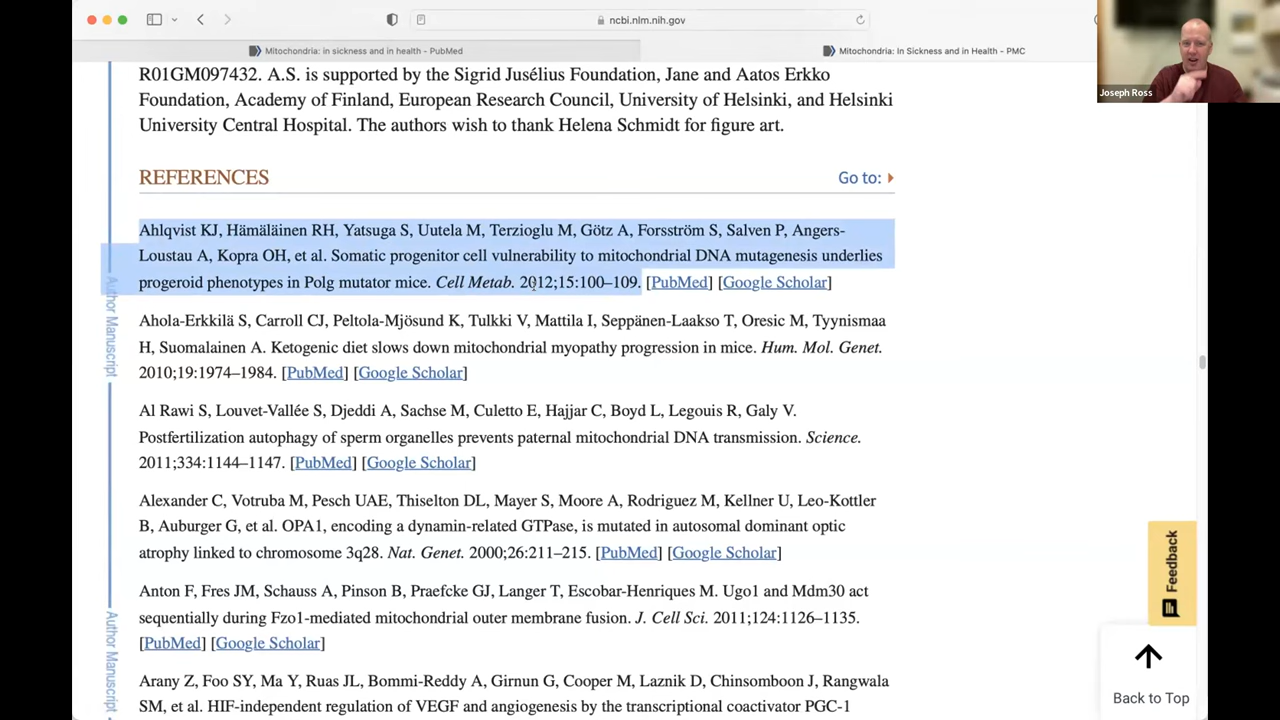 ncbi.nlm.nih.gov
Mitochondria: in sickness and in health - PubMed
Mitochondria: In Sickness and in Health - PMC
Joseph Ross
R01GM097432. A.S. is supported by the Sigrid Jusélius Foundation, Jane and Aatos Erkko
Foundation, Academy of Finland, European Research Council, University of Helsinki, and Helsinki
University Central Hospital. The authors wish to thank Helena Schmidt for figure art.
REFERENCES
Go to:
Ahlqvist KJ, Hämäläinen RH, Yatsuga S, Uutela M, Terzioglu M, Götz A, Forsström S, Salven P, Angers-
Loustau A, Kopra OH, et al. Somatic progenitor cell vulnerability to mitochondrial DNA mutagenesis underlies
progeroid phenotypes in Polg mutator mice. Cell Metab. 2012;15:100–109. [PubMed] [Google Scholar]
Ahola-Erkkilä S, Carroll CJ, Peltola-Mjösund K, Tulkki V, Mattila I, Seppänen-Laakso T, Oresic M, Tyynismaa
H, Suomalainen A. Ketogenic diet slows down mitochondrial myopathy progression in mice. Hum. Mol. Genet.
2010;19:1974–1984. [PubMed] [Google Scholar]
Al Rawi S, Louvet-Vallée S, Djeddi A, Sachse M, Culetto E, Hajjar C, Boyd L, Legouis R, Galy V.
Postfertilization autophagy of sperm organelles prevents paternal mitochondrial DNA transmission. Science.
2011;334:1144–1147. [PubMed] [Google Scholar]
Alexander C, Votruba M, Pesch UAE, Thiselton DL, Mayer S, Moore A, Rodriguez M, Kellner U, Leo-Kottler
B, Auburger G, et al. OPA1, encoding a dynamin-related GTPase, is mutated in autosomal dominant optic
atrophy linked to chromosome 3q28. Nat. Genet. 2000;26:211–215. [PubMed] [Google Scholar]
Anton F, Fres JM, Schauss A, Pinson B, Praefcke GJ, Langer T, Escobar-Henriques M. Ugo1 and Mdm30 act
sequentially during Fzo1-mediated mitochondrial outer membrane fusion. J. Cell Sci. 2011;124:1126–1135.
[PubMed] [Google Scholar]
Arany Z, Foo SY, Ma Y, Ruas JL, Bommi-Reddy A, Girnun G, Cooper M, Laznik D, Chinsomboon J, Rangwala
SM, et al. HIF-independent regulation of VEGF and angiogenesis by the transcriptional coactivator PGC-1
Author Manuscript
Author Manuscript
Feedback
Back to Top